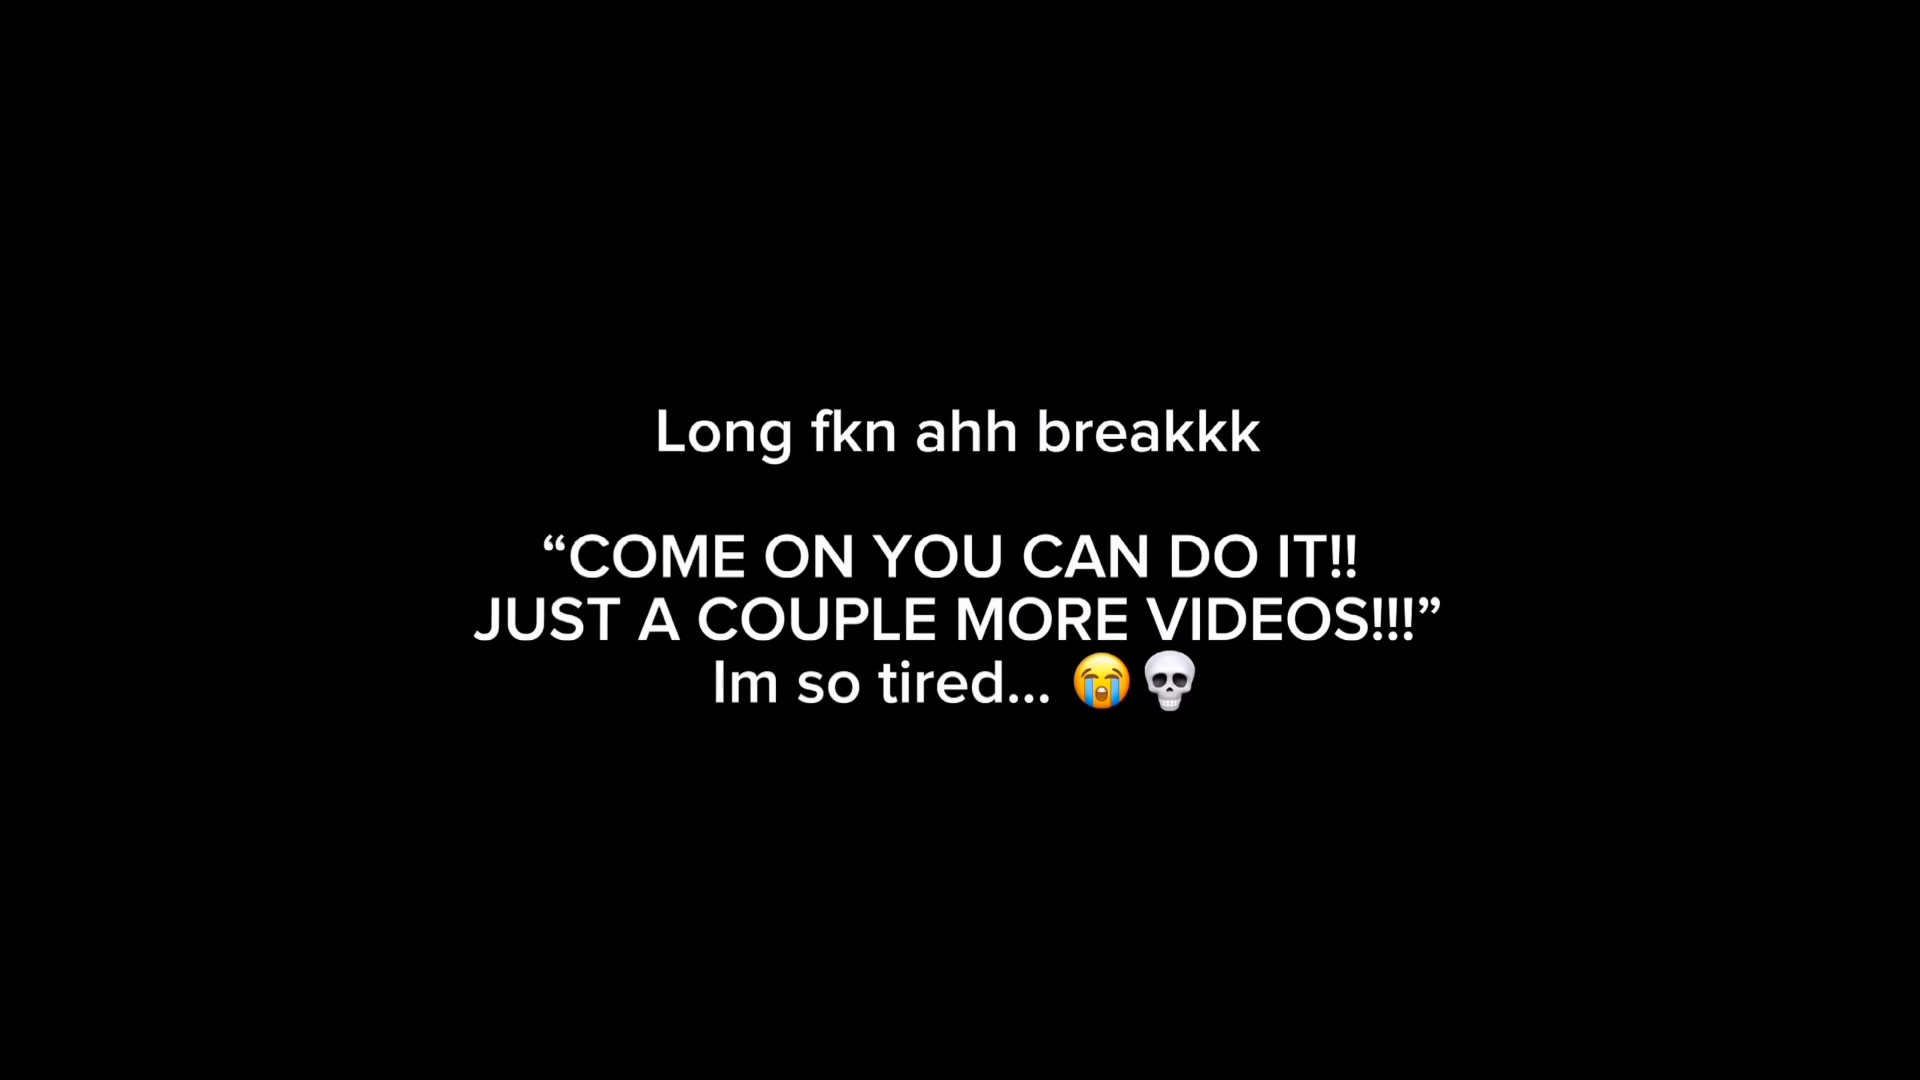 Long fkn ahh breakkk
“COME ON YOU CAN DO IT!!
JUST A COUPLE MORE VIDEOS!!!”
Im so tired... 😭💀